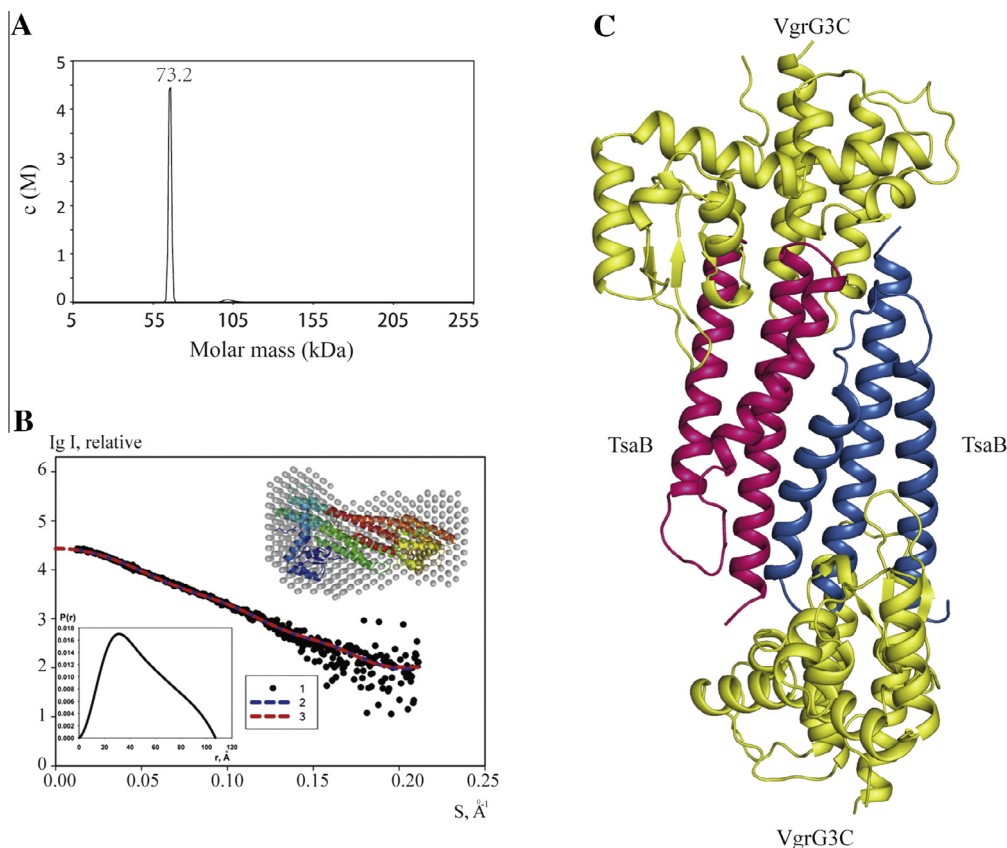 A
73.2
c (M)
5
4
3
2
1
0
5 55 105 155 205 255
Molar mass (kDa)
B
lg I, relative
6
5
4
3
2
1
0
P(r)
0.018
0.016
0.014
0.012
0.010
0.008
0.006
0.004
0.002
0.000
0 20 40 60 80 100 120
r, Å
1
2
3
0.00 0.05 0.10 0.15 0.20 0.25
S, Å⁻¹
C
VgrG3C
TsaB
TsaB
VgrG3C